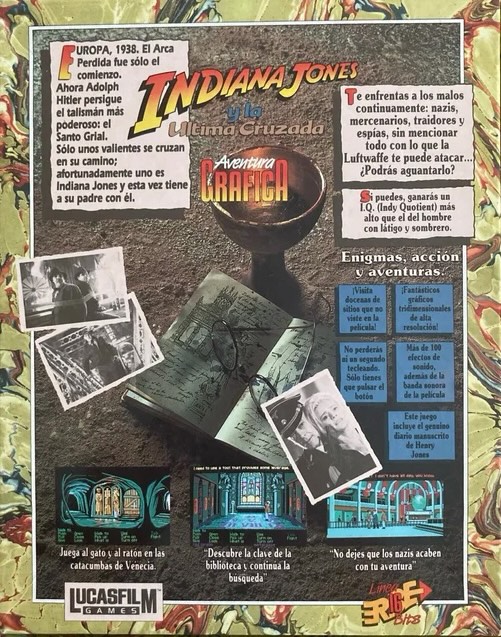 EUROPA, 1938. El Arca
Perdida fue sólo el
comienzo.
Ahora Adolph
Hitler persigue
el talismán más
poderoso: el
Santo Grial.
Sólo unos valientes se cruzan
en su camino;
afortunadamente uno es
Indiana Jones y esta vez tiene
a su padre con él.
INDIANA JONES
y la
Ultima Cruzada
Aventura
GRAFICA
Te enfrentas a los malos
continuamente: nazis,
mercenarios, traidores y
espías, sin mencionar
todo con lo que la
Luftwaffe te puede atacar...
¿Podrás aguantarlo?
Si puedes, ganarás un
I.Q. (Indy Quotient) más
alto que el del hombre
con látigo y sombrero.
Enigmas, acción
y aventuras.
¡Visita
docenas de
sitios que no
viste en la
película!
¡Fantásticos
gráficos
tridimensionales
de alta
resolución!
No perderás
ni un segundo
tecleando.
Sólo tienes
que pulsar el
botón
Más de 100
efectos de
sonido,
además de la
banda sonora
de la película
Este juego
incluye el genuino
diario manuscrito
de Henry
Jones
Juega al gato y al ratón en las
catacumbas de Venecia.
"Descubre la clave de la
biblioteca y continúa la
búsqueda"
"No dejes que los nazis acaben
con tu aventura"
LUCASFILM
GAMES
Línea
ERBE
16
Bits